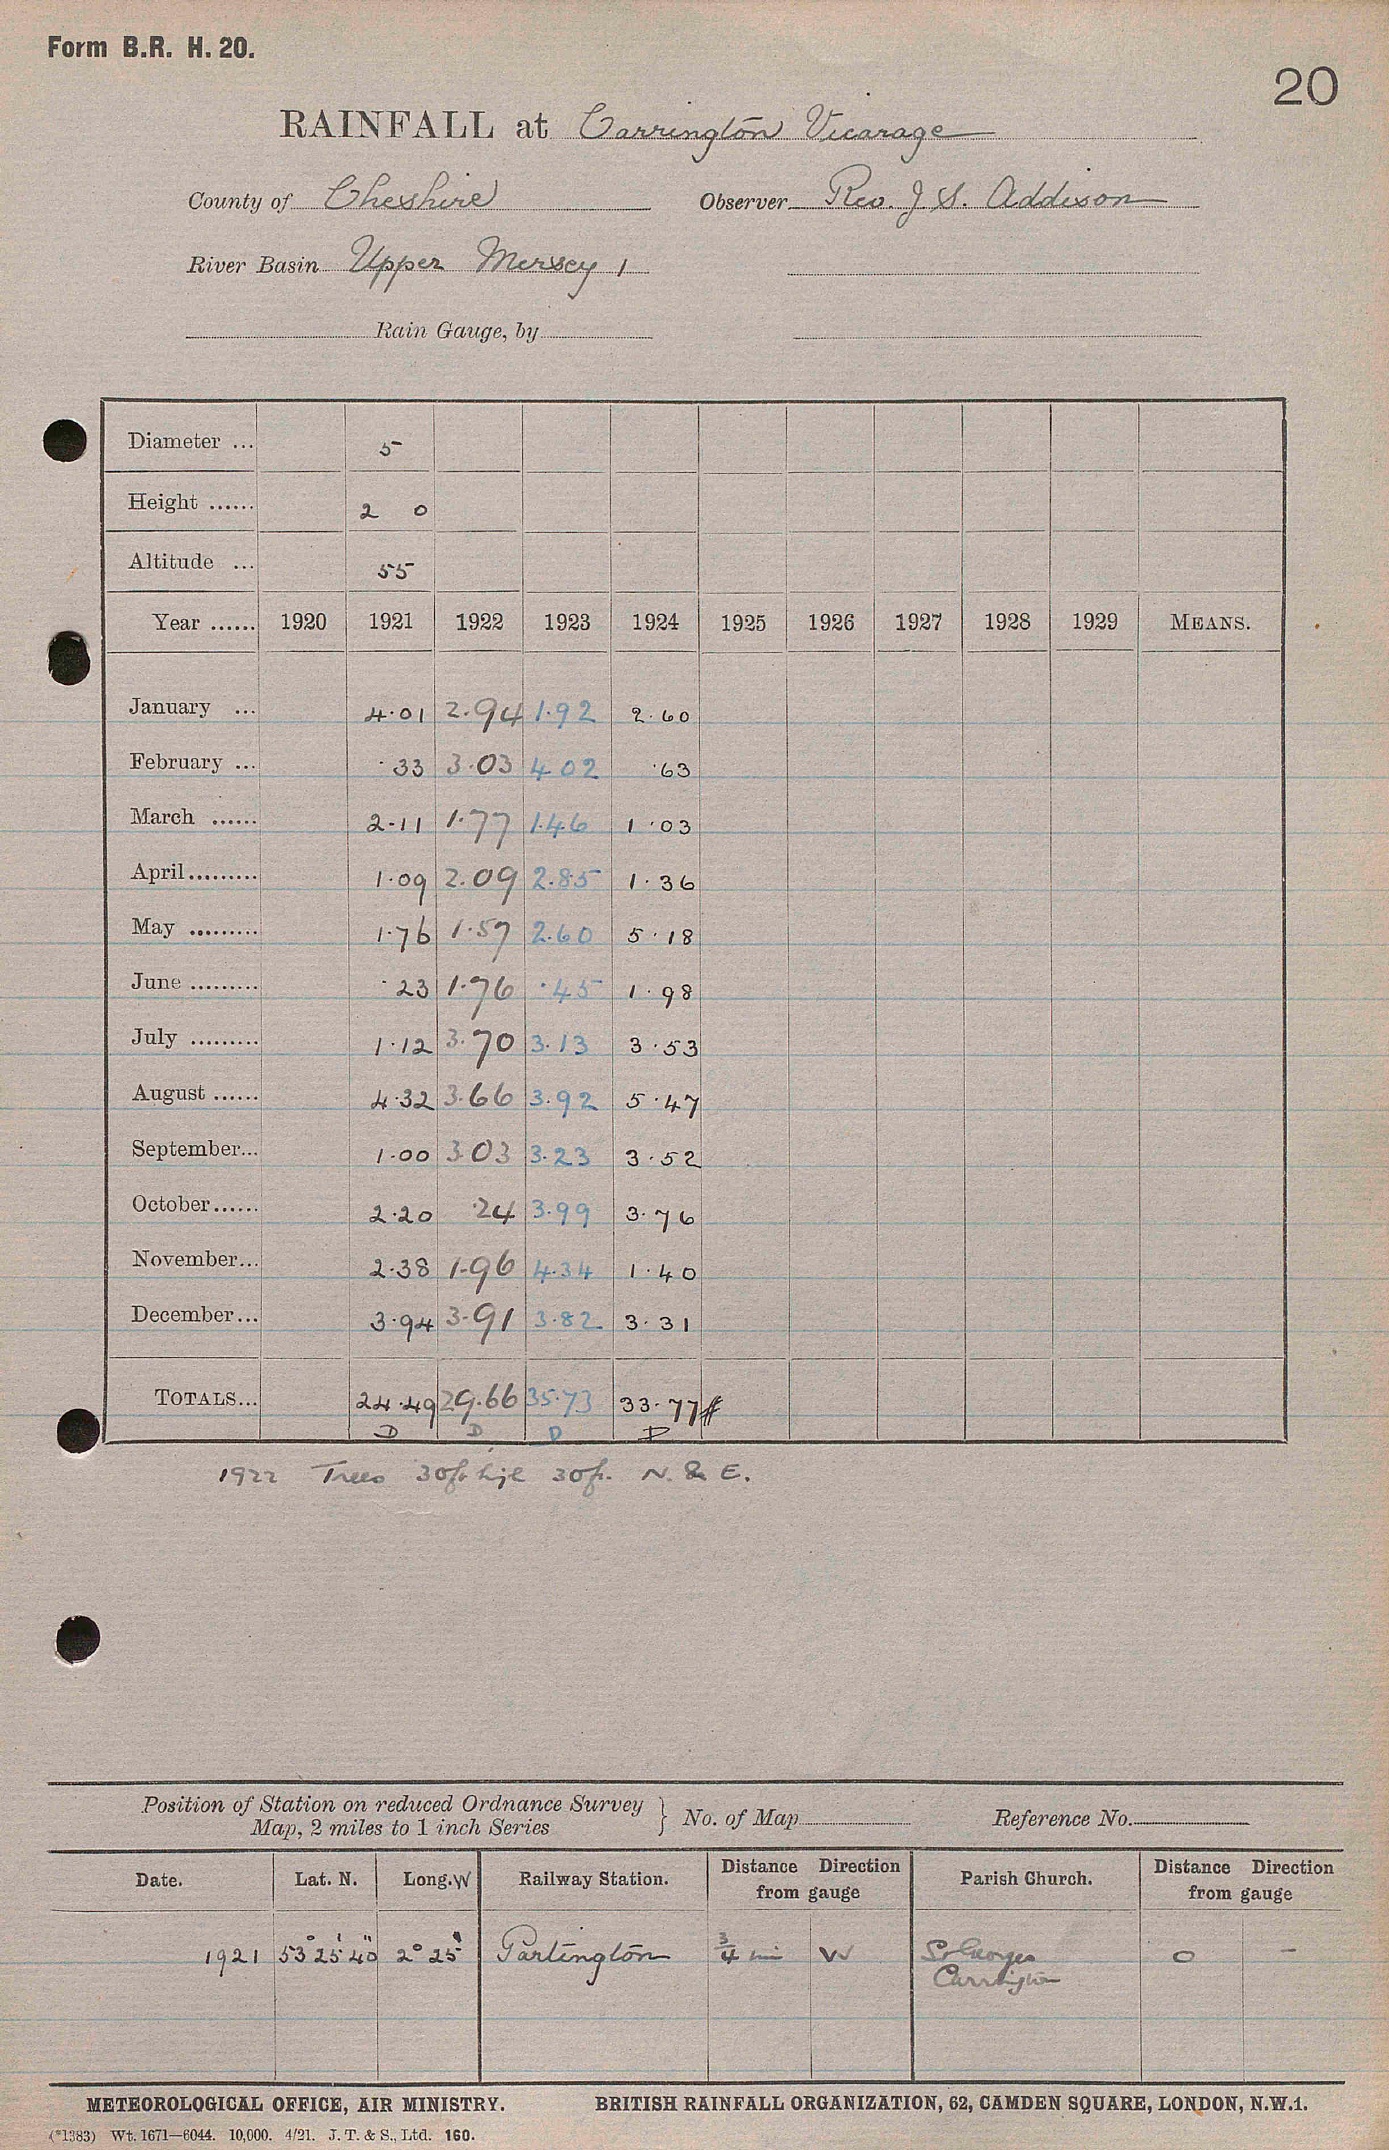 Form B.R. H. 20.
20
RAINFALL at Carrington Vicarage
County of Cheshire Observer Rev. J S. Addison
River Basin Upper Mersey 1
Rain Gauge, by
Diameter ... 5
Height ...... 2 0
Altitude ... 55
Year ...... 1920 1921 1922 1923 1924 1925 1926 1927 1928 1929 MEANS.
January ... 4.01 2.94 1.92 2.60
February ... .33 3.03 4 02 .63
March ...... 2.11 1.77 1.46 1.03
April......... 1.09 2.09 2.85 1.36
May ......... 1.76 1.57 2.60 5.18
June ......... .23 1.76 .45 1.98
July ......... 1.12 3.70 3.13 3.53
August ...... 4.32 3.66 3.92 5.47
September... 1.00 3.03 3.23 3.52
October...... 2.20 .24 3.99 3.76
November... 2.38 1.96 4.34 1.40
December... 3.94 3.91 3.82 3.31
TOTALS... 24.49 29.66 35.73 33.77#
D D D D
1922 Trees 30ft 30ft. N. & E.
Position of Station on reduced Ordnance Survey
Map, 2 miles to 1 inch Series } No. of Map Reference No.
Date. Lat. N. Long. W Railway Station. Distance Direction from gauge Parish Church. Distance Direction from gauge
1921 53° 25' 40" 2° 25' Partington 3/4 mi W St Georges 0 -
Carrington
METEOROLOGICAL OFFICE, AIR MINISTRY. BRITISH RAINFALL ORGANIZATION, 62, CAMDEN SQUARE, LONDON, N.W.1.
(*1383) Wt. 1671—6044. 10,000. 4/21. J. T. & S., Ltd. 160.